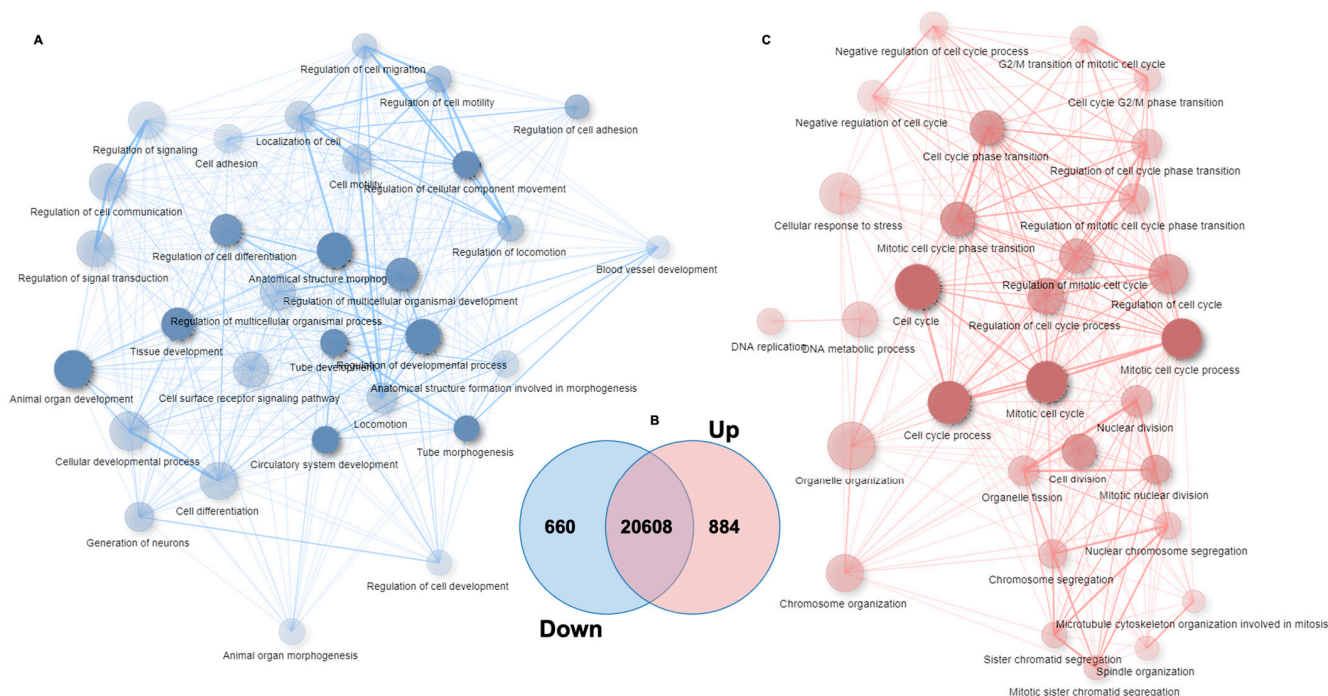 A
Regulation of cell migration
Regulation of cell motility
Regulation of cell adhesion
Localization of cell
Regulation of signaling
Cell adhesion
Cell motility
Regulation of cellular component movement
Regulation of cell communication
Regulation of locomotion
Regulation of cell differentiation
Blood vessel development
Regulation of signal transduction
Anatomical structure morphog
Regulation of multicellular organismal development
Regulation of multicellular organismal process
Tissue development
Tube development
Regulation of developmental process
Anatomical structure formation involved in morphogenesis
Animal organ development
Cell surface receptor signaling pathway
Locomotion
Tube morphogenesis
Cellular developmental process
Circulatory system development
Cell differentiation
Generation of neurons
Regulation of cell development
Animal organ morphogenesis
B
Up
660
20608
884
Down
C
Negative regulation of cell cycle process
G2/M transition of mitotic cell cycle
Cell cycle G2/M phase transition
Negative regulation of cell cycle
Cell cycle phase transition
Regulation of cell cycle phase transition
Cellular response to stress
Regulation of mitotic cell cycle phase transition
Mitotic cell cycle phase transition
Regulation of mitotic cell cycle
Regulation of cell cycle
Cell cycle
Regulation of cell cycle process
DNA replication
DNA metabolic process
Mitotic cell cycle process
Mitotic cell cycle
Cell cycle process
Nuclear division
Organelle organization
Cell division
Organelle fission
Mitotic nuclear division
Nuclear chromosome segregation
Chromosome segregation
Chromosome organization
Microtubule cytoskeleton organization involved in mitosis
Sister chromatid segregation
Spindle organization
Mitotic sister chromatid segregation